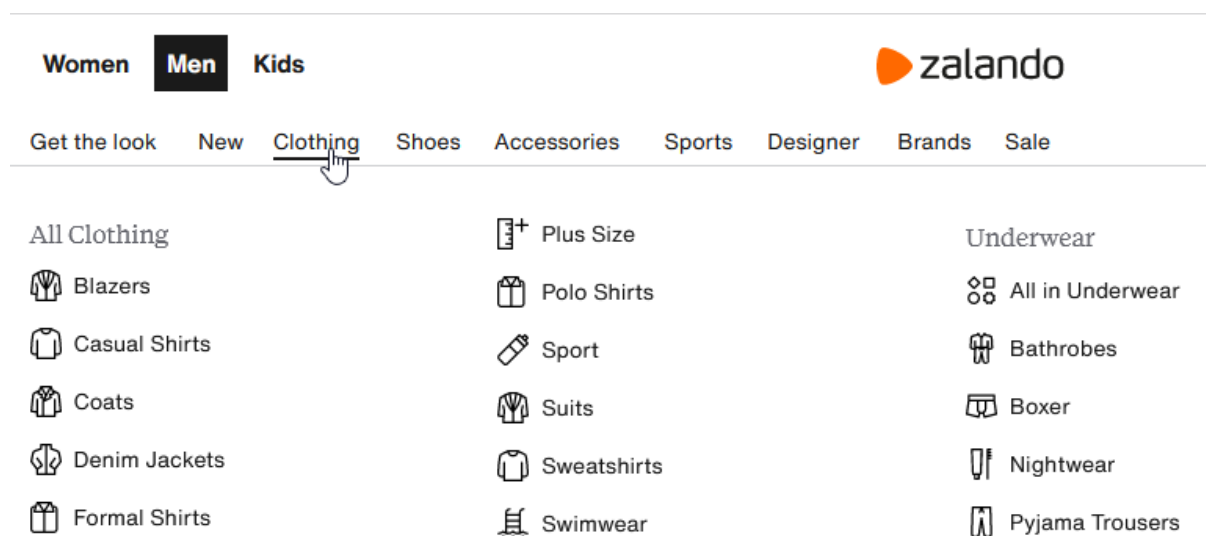 Women Men Kids zalando
Get the look New Clothing Shoes Accessories Sports Designer Brands Sale
All Clothing
Blazers
Casual Shirts
Coats
Denim Jackets
Formal Shirts
Plus Size
Polo Shirts
Sport
Suits
Sweatshirts
Swimwear
Underwear
All in Underwear
Bathrobes
Boxer
Nightwear
Pyjama Trousers